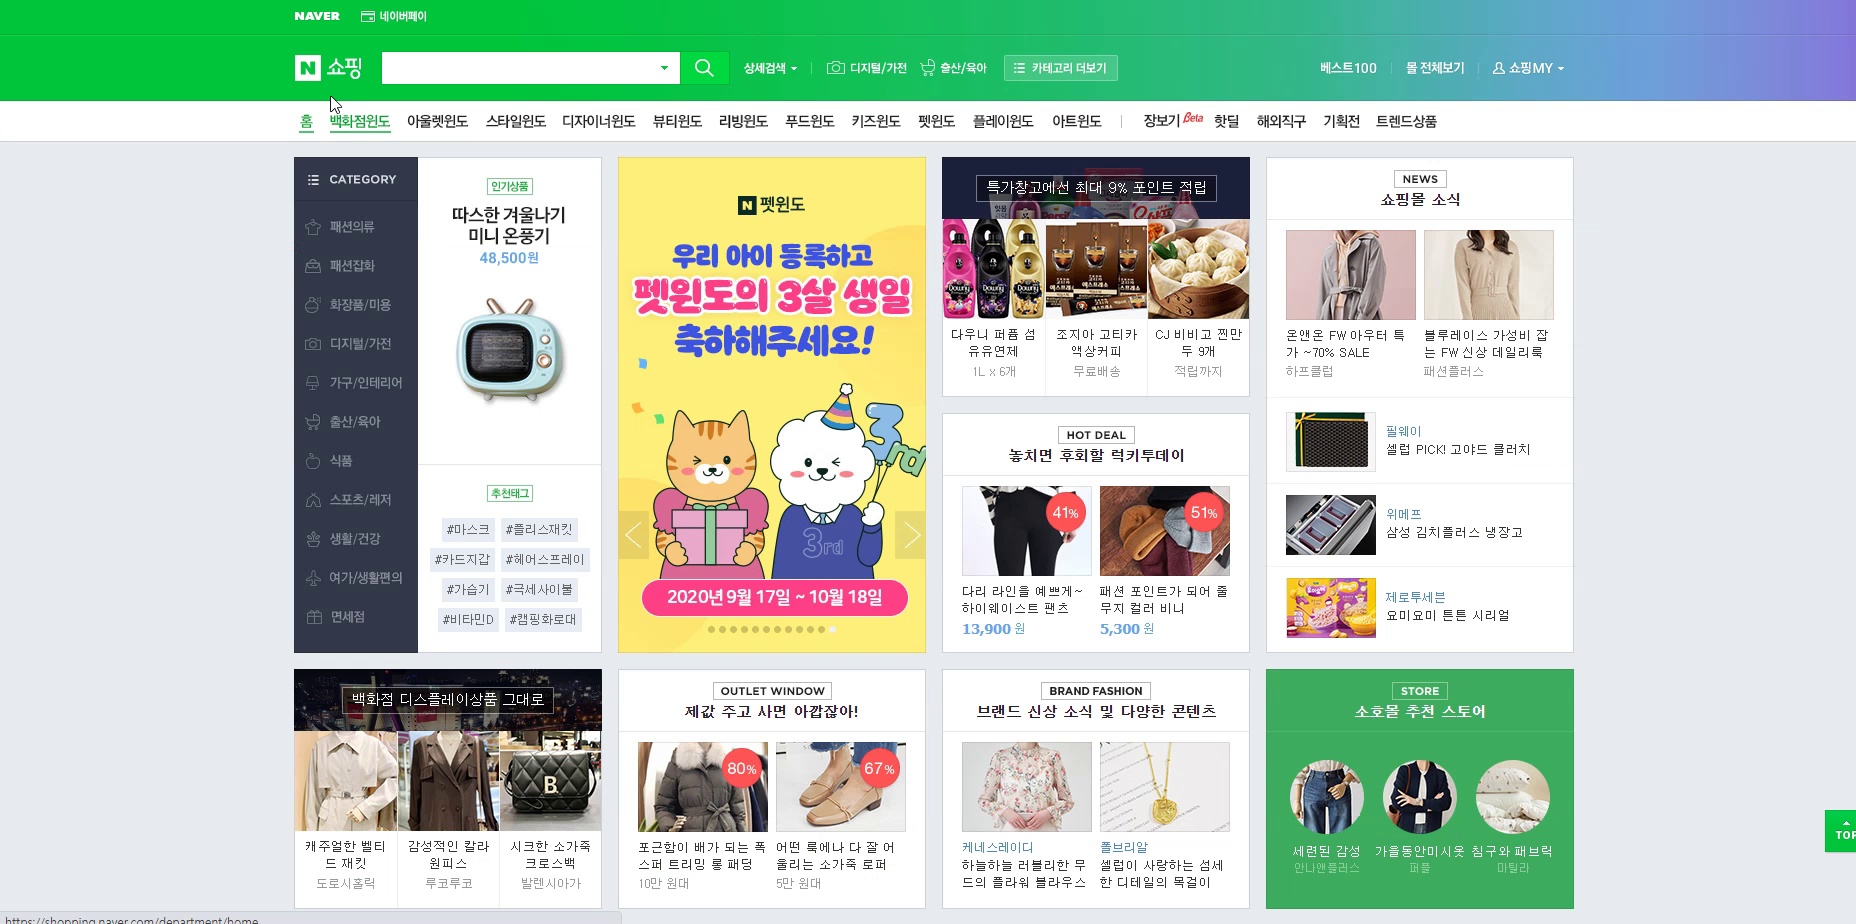 NAVER 네이버페이
N 쇼핑 상세검색 디지털/가전 출산/육아 카테고리 더보기 베스트100 몰 전체보기 쇼핑MY
홈 백화점윈도 아울렛윈도 스타일윈도 디자이너윈도 뷰티윈도 리빙윈도 푸드윈도 키즈윈도 펫윈도 플레이윈도 아트윈도 장보기 Beta 핫딜 해외직구 기획전 트렌드상품
CATEGORY
패션의류
패션잡화
화장품/미용
디지털/가전
가구/인테리어
출산/육아
식품
스포츠/레저
생활/건강
여가/생활편의
면세점
인기상품
따스한 겨울나기
미니 온풍기
48,500원
추천태그
#마스크 #플리스재킷
#카드지갑 #헤어스프레이
#가습기 #극세사이불
#비타민D #캠핑화로대
N 펫윈도
우리 아이 등록하고
펫윈도의 3살 생일
축하해주세요!
3rd
3rd
2020년 9월 17일 ~ 10월 18일
특가창고에선 최대 9% 포인트 적립
Downy Downy Downy
에스프레소
다우니 퍼퓸 섬
유유연제
1L x 6개
조지아 고티카
액상커피
무료배송
CJ 비비고 찐만
두 9개
적립까지
HOT DEAL
놓치면 후회할 럭키투데이
41%
다리 라인을 예쁘게~
하이웨이스트 팬츠
13,900 원
51%
패션 포인트가 되어 줄
무지 컬러 비니
5,300 원
NEWS
쇼핑몰 소식
온앤온 FW 아우터 특
가 ~70% SALE
하프클럽
블루레이스 가성비 잡
는 FW 신상 데일리룩
패션플러스
필웨이
셀럽 PICK! 고야드 클러치
위메프
삼성 김치플러스 냉장고
제로투세븐
요미요미 튼튼 시리얼
백화점 디스플레이상품 그대로
B
캐주얼한 벨티
드 재킷
도로시홀릭
감성적인 칼라
원피스
루코루코
시크한 소가죽
크로스백
발렌시아가
OUTLET WINDOW
제값 주고 사면 아깝잖아!
80%
포근함이 배가 되는 폭
스퍼 트리밍 롱 패딩
10만 원대
67%
어떤 룩에나 다 잘 어
울리는 소가죽 로퍼
5만 원대
BRAND FASHION
브랜드 신상 소식 및 다양한 콘텐츠
케네스레이디
하늘하늘 러블리한 무
드의 플라워 블라우스
폴브리알
셀럽이 사랑하는 섬세
한 디테일의 목걸이
STORE
소호몰 추천 스토어
세련된 감성
안나앤플러스
가을동안미시옷
퍼플
침구와 패브릭
마틸라
TOP
https://shopping.naver.com/department/home